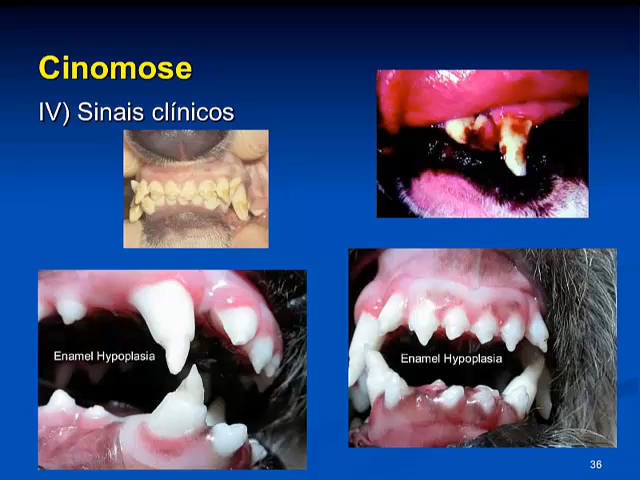 Cinomose
IV) Sinais clínicos
Enamel Hypoplasia
Enamel Hypoplasia
36